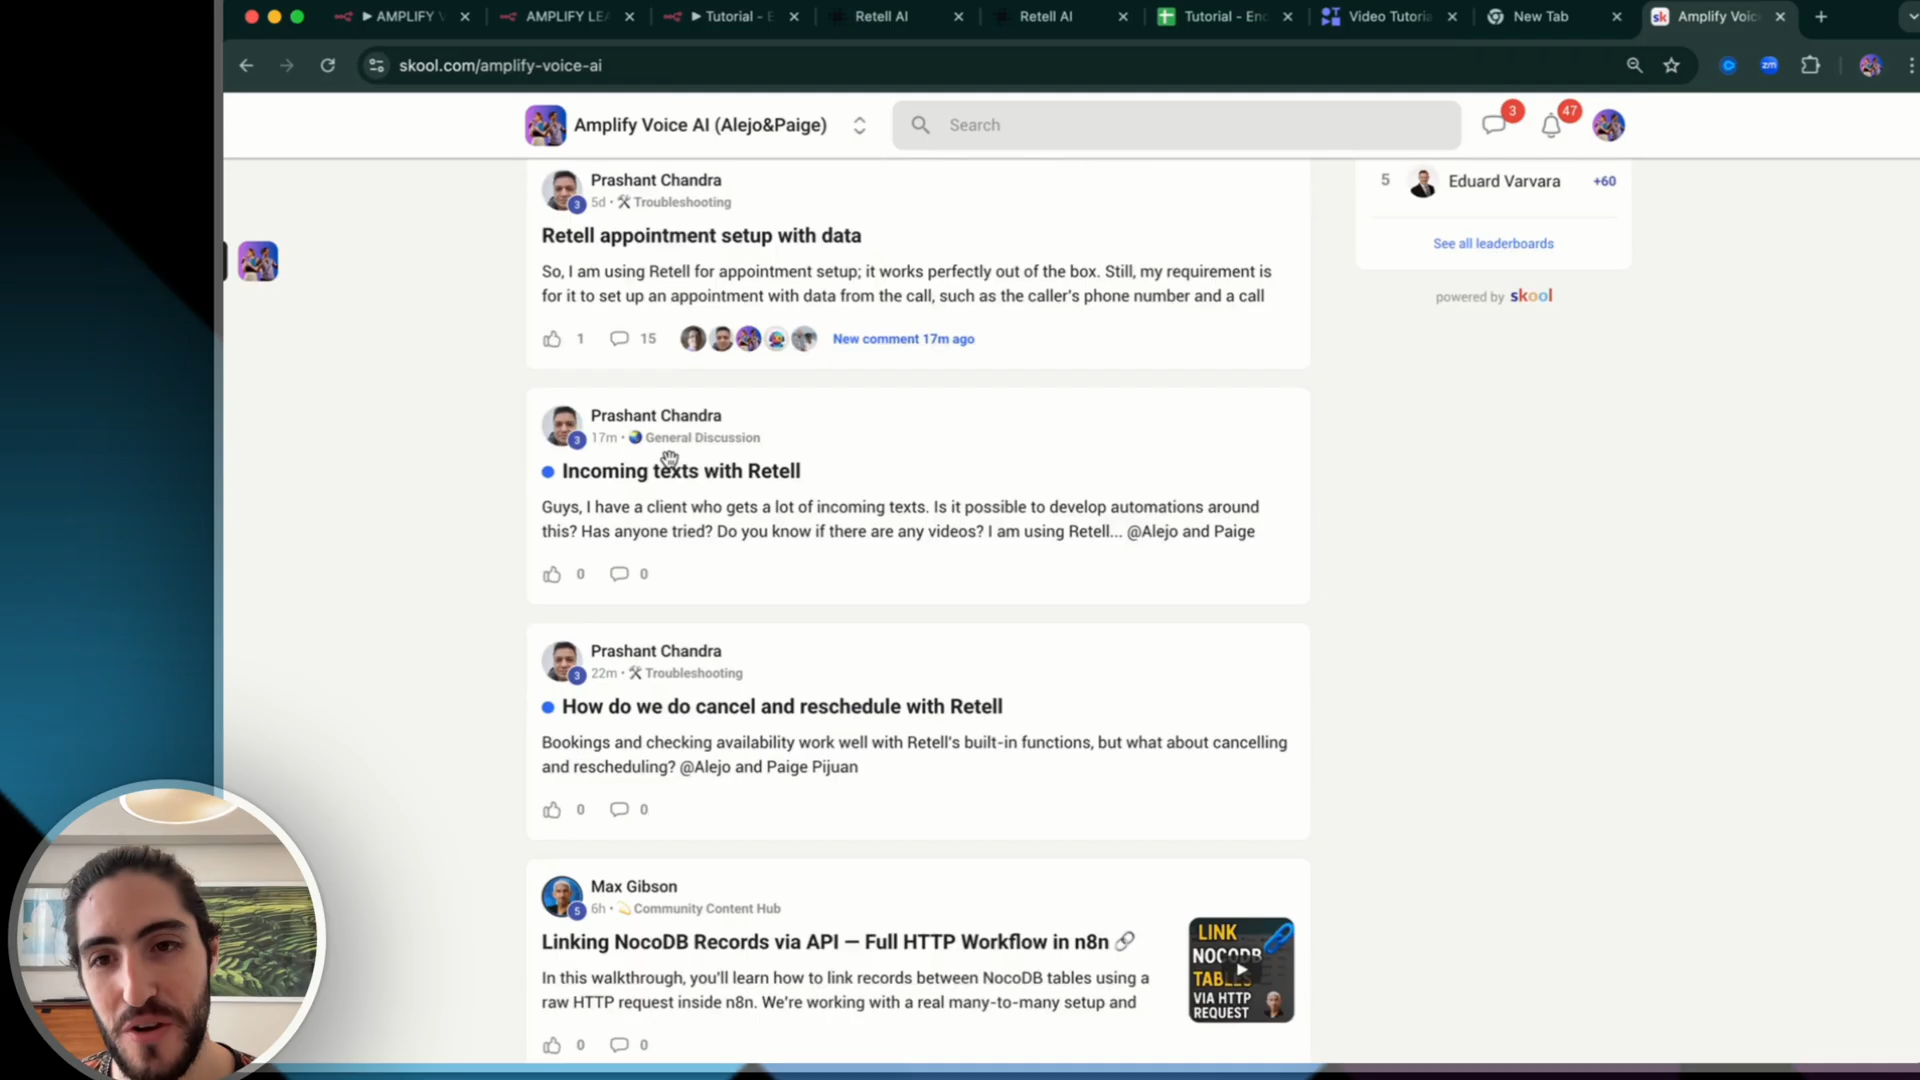 ► AMPLIFY V
AMPLIFY LEA
► Tutorial - E
Retell AI
Retell AI
Tutorial - Enc
Video Tutoria
New Tab
sk
Amplify Voic
skool.com/amplify-voice-ai
zm
Amplify Voice AI (Alejo&Paige)
Search
3
47
Prashant Chandra
3
5d • Troubleshooting
Retell appointment setup with data
So, I am using Retell for appointment setup; it works perfectly out of the box. Still, my requirement is
for it to set up an appointment with data from the call, such as the caller's phone number and a call
1
15
New comment 17m ago
5
Eduard Varvara
+60
See all leaderboards
powered by skool
Prashant Chandra
3
17m • General Discussion
Incoming texts with Retell
Guys, I have a client who gets a lot of incoming texts. Is it possible to develop automations around
this? Has anyone tried? Do you know if there are any videos? I am using Retell... @Alejo and Paige
0
0
Prashant Chandra
3
22m • Troubleshooting
How do we do cancel and reschedule with Retell
Bookings and checking availability work well with Retell's built-in functions, but what about cancelling
and rescheduling? @Alejo and Paige Pijuan
0
0
Max Gibson
5
6h • Community Content Hub
Linking NocoDB Records via API — Full HTTP Workflow in n8n
In this walkthrough, you'll learn how to link records between NocoDB tables using a
raw HTTP request inside n8n. We're working with a real many-to-many setup and
LINK
NOCODB
TABLES
VIA HTTP
REQUEST
0
0